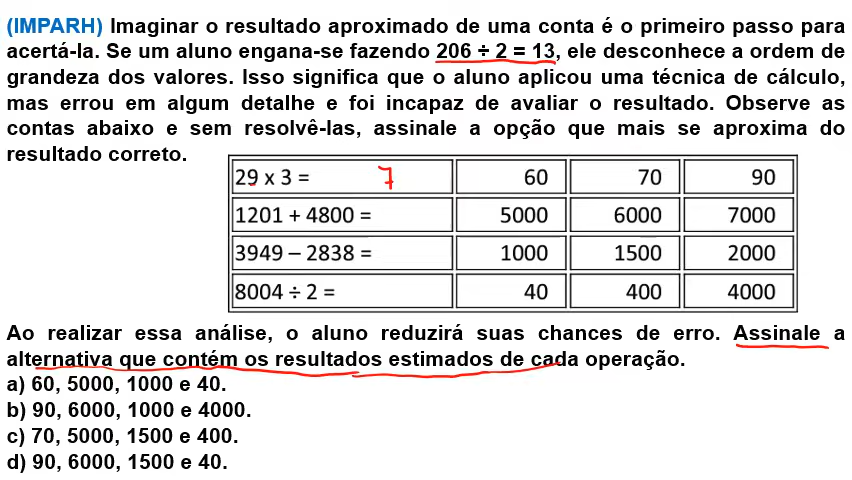 (IMPARH) Imaginar o resultado aproximado de uma conta é o primeiro passo para
acertá-la. Se um aluno engana-se fazendo 206 ÷ 2 = 13, ele desconhece a ordem de
grandeza dos valores. Isso significa que o aluno aplicou uma técnica de cálculo,
mas errou em algum detalhe e foi incapaz de avaliar o resultado. Observe as
contas abaixo e sem resolvê-las, assinale a opção que mais se aproxima do
resultado correto.
29 x 3 = 7 60 70 90
1201 + 4800 = 5000 6000 7000
3949 – 2838 = 1000 1500 2000
8004 ÷ 2 = 40 400 4000
Ao realizar essa análise, o aluno reduzirá suas chances de erro. Assinale a
alternativa que contém os resultados estimados de cada operação.
a) 60, 5000, 1000 e 40.
b) 90, 6000, 1000 e 4000.
c) 70, 5000, 1500 e 400.
d) 90, 6000, 1500 e 40.